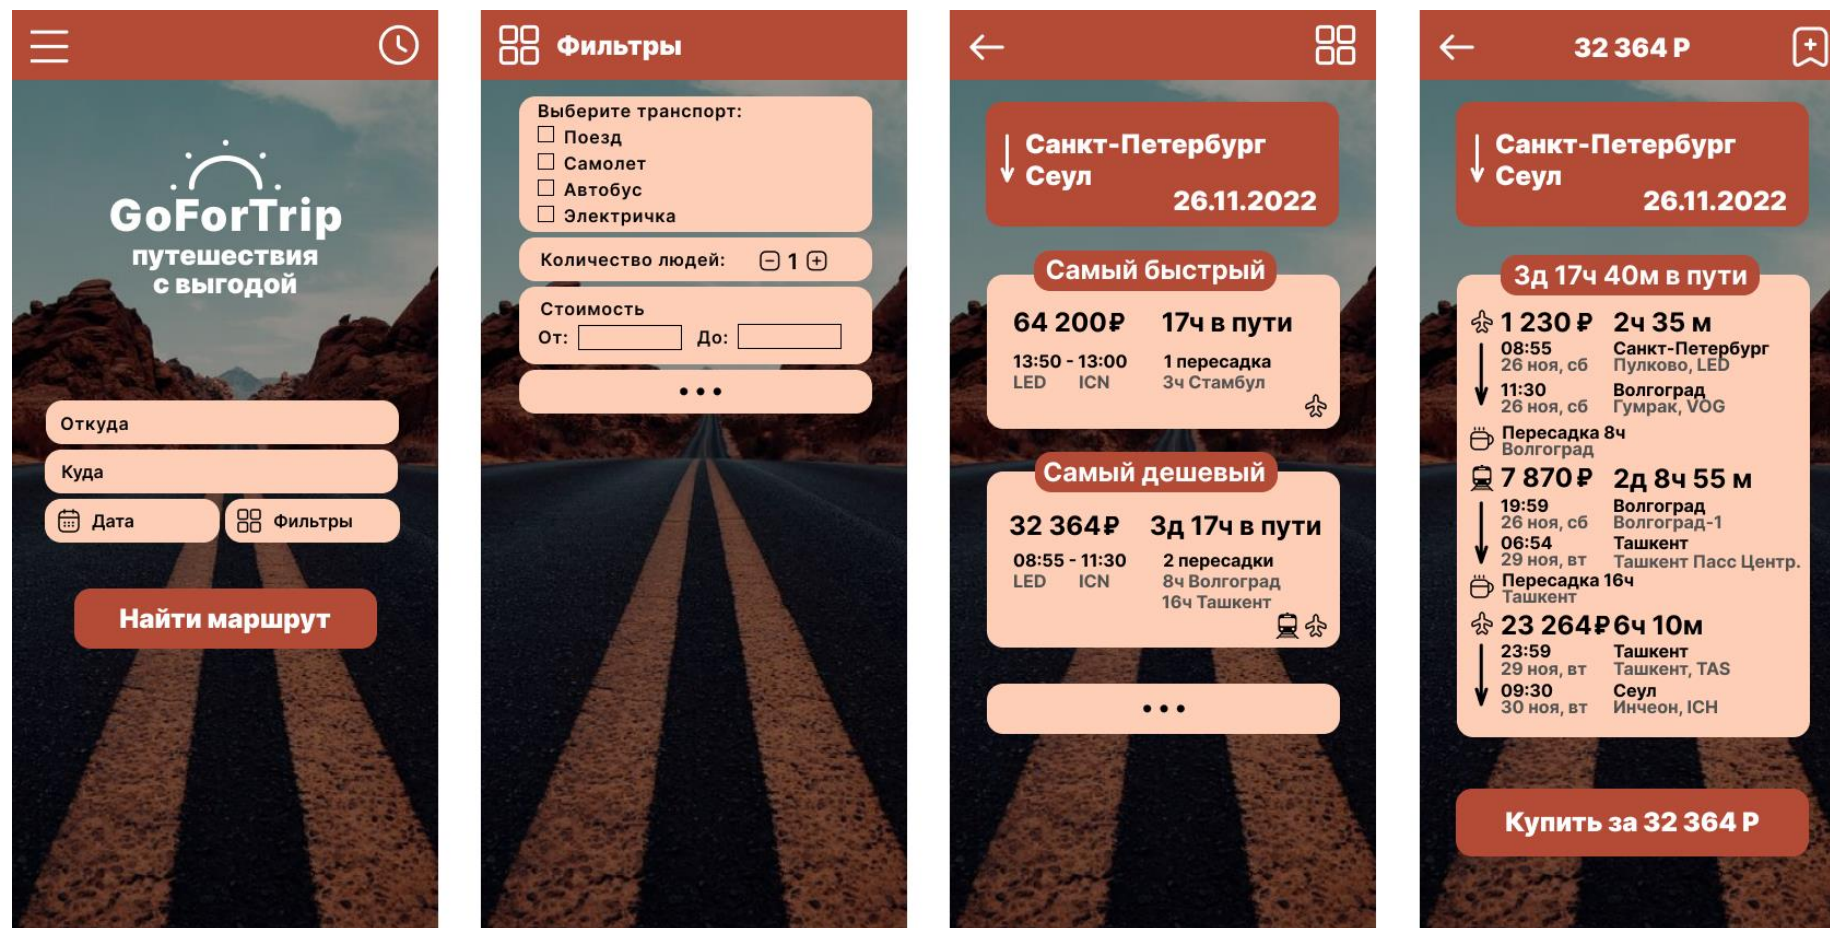 GoForTrip
путешествия
с выгодой
Откуда
Куда
Дата
Фильтры
Найти маршрут
Фильтры
Выберите транспорт:
Поезд
Самолет
Автобус
Электричка
Количество людей: 1
Стоимость
От: До:
Санкт-Петербург
Сеул
26.11.2022
Самый быстрый
64 200₽ 17ч в пути
13:50 - 13:00 1 пересадка
LED ICN 3ч Стамбул
Самый дешевый
32 364₽ 3д 17ч в пути
08:55 - 11:30 2 пересадки
LED ICN 8ч Волгоград
16ч Ташкент
32 364 Р
Санкт-Петербург
Сеул
26.11.2022
3д 17ч 40м в пути
1 230 ₽ 2ч 35 м
08:55 Санкт-Петербург
26 ноя, сб Пулково, LED
11:30 Волгоград
26 ноя, сб Гумрак, VOG
Пересадка 8ч
Волгоград
7 870 ₽ 2д 8ч 55 м
19:59 Волгоград
26 ноя, сб Волгоград-1
06:54 Ташкент
29 ноя, вт Ташкент Пасс Центр.
Пересадка 16ч
Ташкент
23 264₽ 6ч 10м
23:59 Ташкент
29 ноя, вт Ташкент, TAS
09:30 Сеул
30 ноя, вт Инчеон, ICH
Купить за 32 364 Р